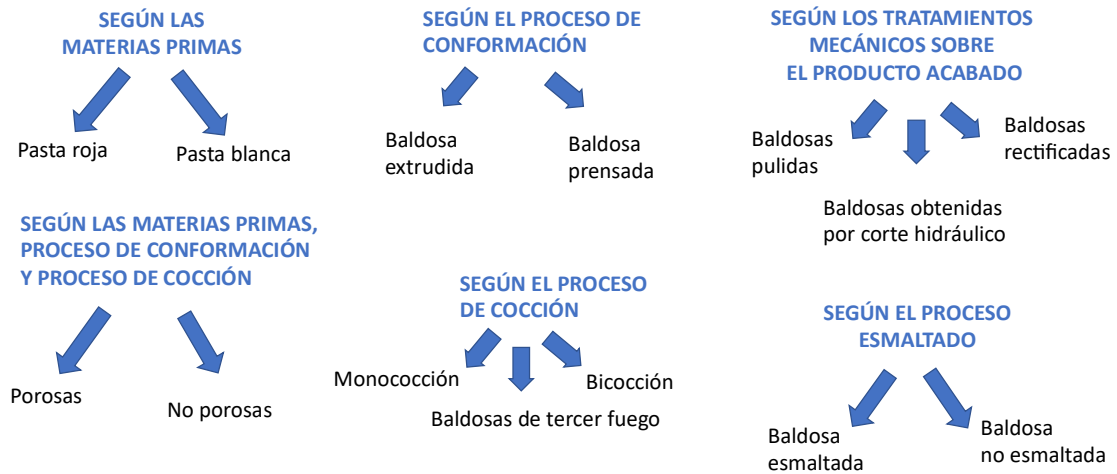 SEGÚN LAS
MATERIAS PRIMAS
Pasta roja
Pasta blanca
SEGÚN EL PROCESO DE
CONFORMACIÓN
Baldosa
extrudida
Baldosa
prensada
SEGÚN LOS TRATAMIENTOS
MECÁNICOS SOBRE
EL PRODUCTO ACABADO
Baldosas
pulidas
Baldosas obtenidas
por corte hidráulico
Baldosas
rectificadas
SEGÚN LAS MATERIAS PRIMAS,
PROCESO DE CONFORMACIÓN
Y PROCESO DE COCCIÓN
Porosas
No porosas
SEGÚN EL PROCESO
DE COCCIÓN
Monococción
Baldosas de tercer fuego
Bicocción
SEGÚN EL PROCESO
ESMALTADO
Baldosa
esmaltada
Baldosa
no esmaltada